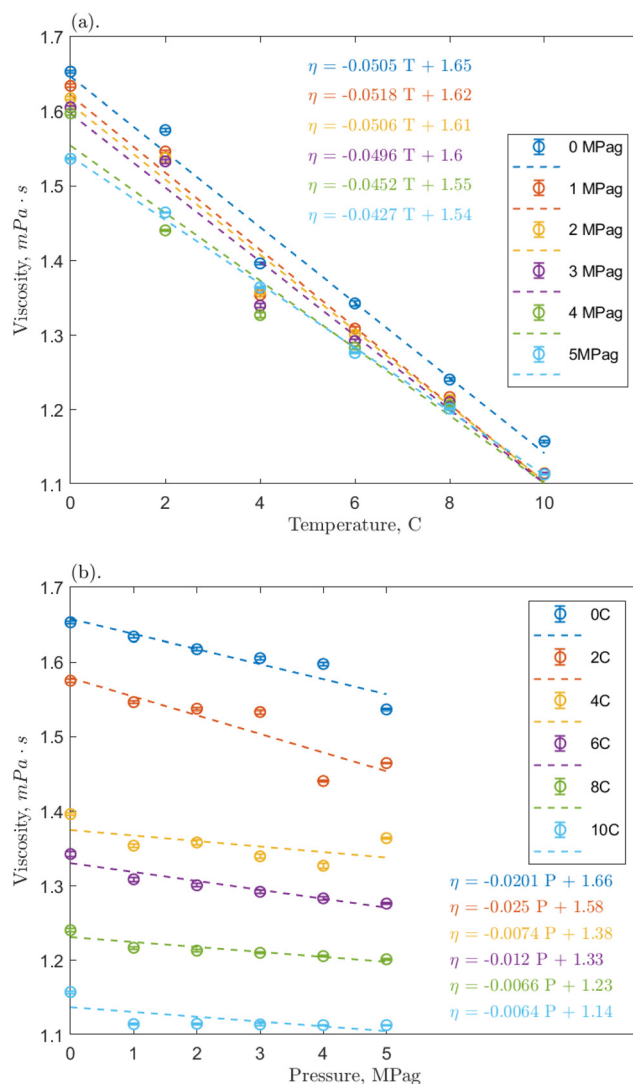 (a).
1.7
1.6
1.5
1.4
1.3
1.2
1.1
Viscosity, mPa · s
η = -0.0505 T + 1.65
η = -0.0518 T + 1.62
η = -0.0506 T + 1.61
η = -0.0496 T + 1.6
η = -0.0452 T + 1.55
η = -0.0427 T + 1.54
0 MPag
1 MPag
2 MPag
3 MPag
4 MPag
5MPag
0 2 4 6 8 10
Temperature, C
(b).
1.7
1.6
1.5
1.4
1.3
1.2
1.1
Viscosity, mPa · s
0C
2C
4C
6C
8C
10C
η = -0.0201 P + 1.66
η = -0.025 P + 1.58
η = -0.0074 P + 1.38
η = -0.012 P + 1.33
η = -0.0066 P + 1.23
η = -0.0064 P + 1.14
0 1 2 3 4 5
Pressure, MPag